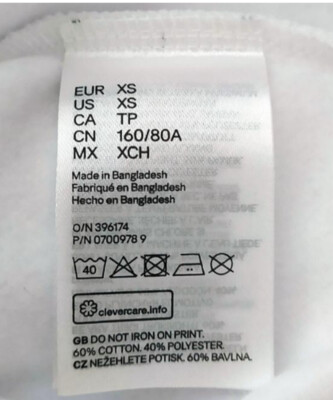 EUR XS
US XS
CA TP
CN 160/80A
MX XCH
Made in Bangladesh
Fabriqué en Bangladesh
Hecho en Bangladesh
O/N 396174
P/N 0700978 9
40
clevercare.info
GB DO NOT IRON ON PRINT.
60% COTTON. 40% POLYESTER.
CZ NEŽEHLETE POTISK. 60% BAVLNA.